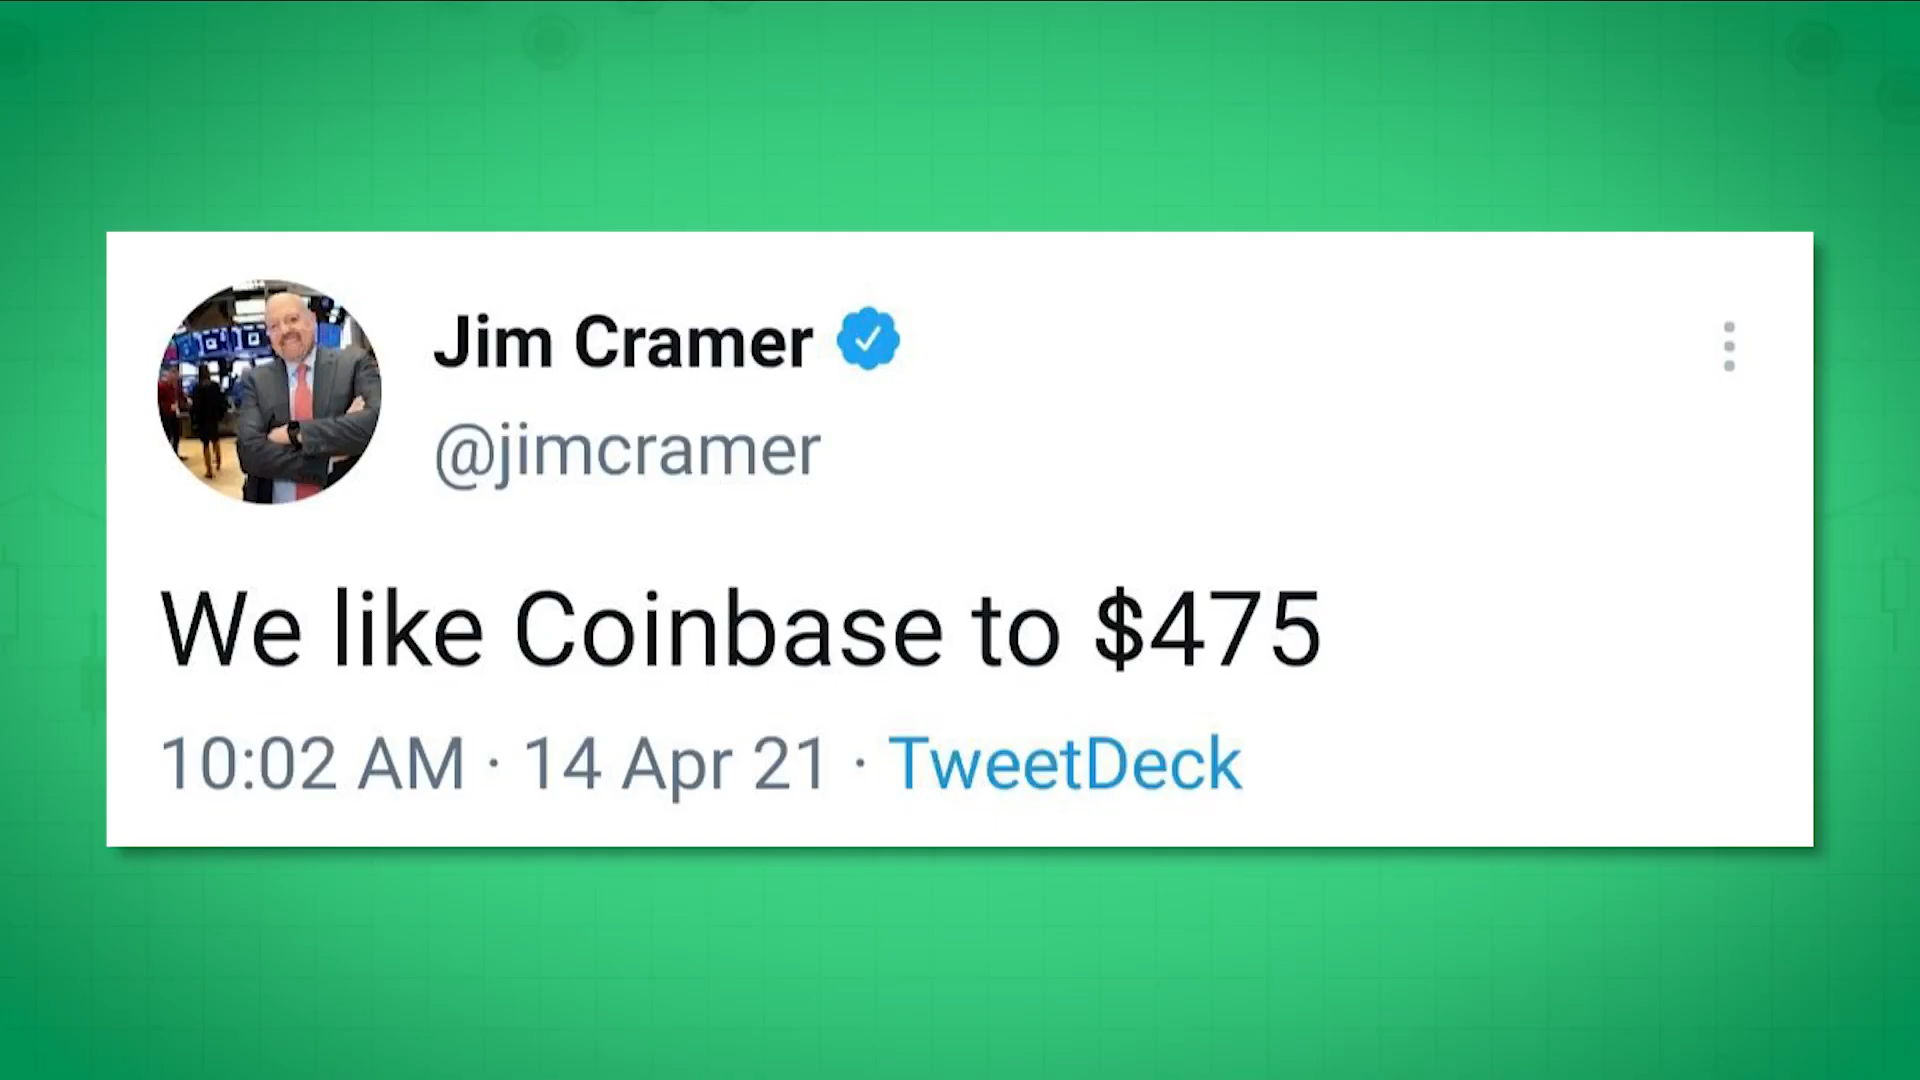 Jim Cramer
@jimcramer
We like Coinbase to $475
10:02 AM · 14 Apr 21 · TweetDeck